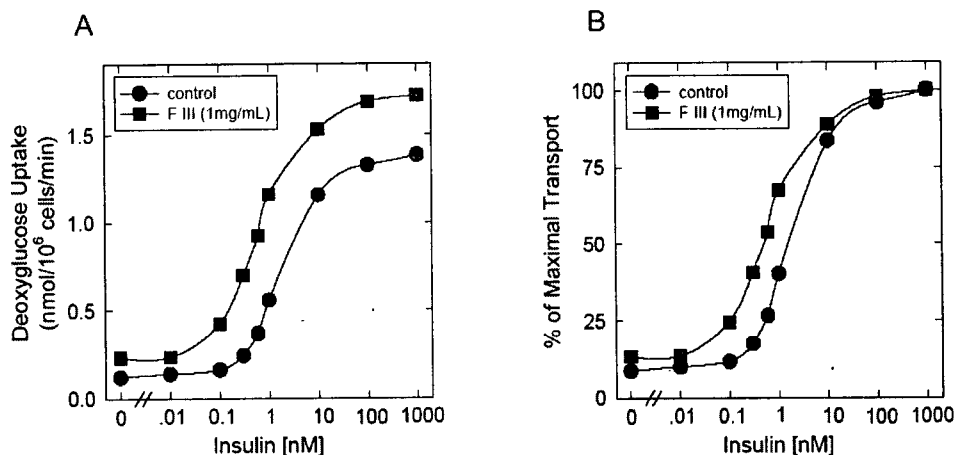 A
B
control
F III (1mg/mL)
Deoxyglucose Uptake
(nmol/10⁶ cells/min)
1.5
1.0
0.5
0.0
0 .01 0.1 1 10 100 1000
Insulin [nM]
control
F III (1mg/mL)
% of Maximal Transport
100
75
50
25
0
0 .01 0.1 1 10 100 1000
Insulin [nM]